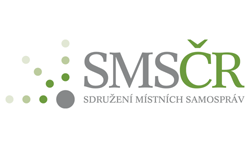 SMSČR
SDRUŽENÍ MÍSTNÍCH SAMOSPRÁV